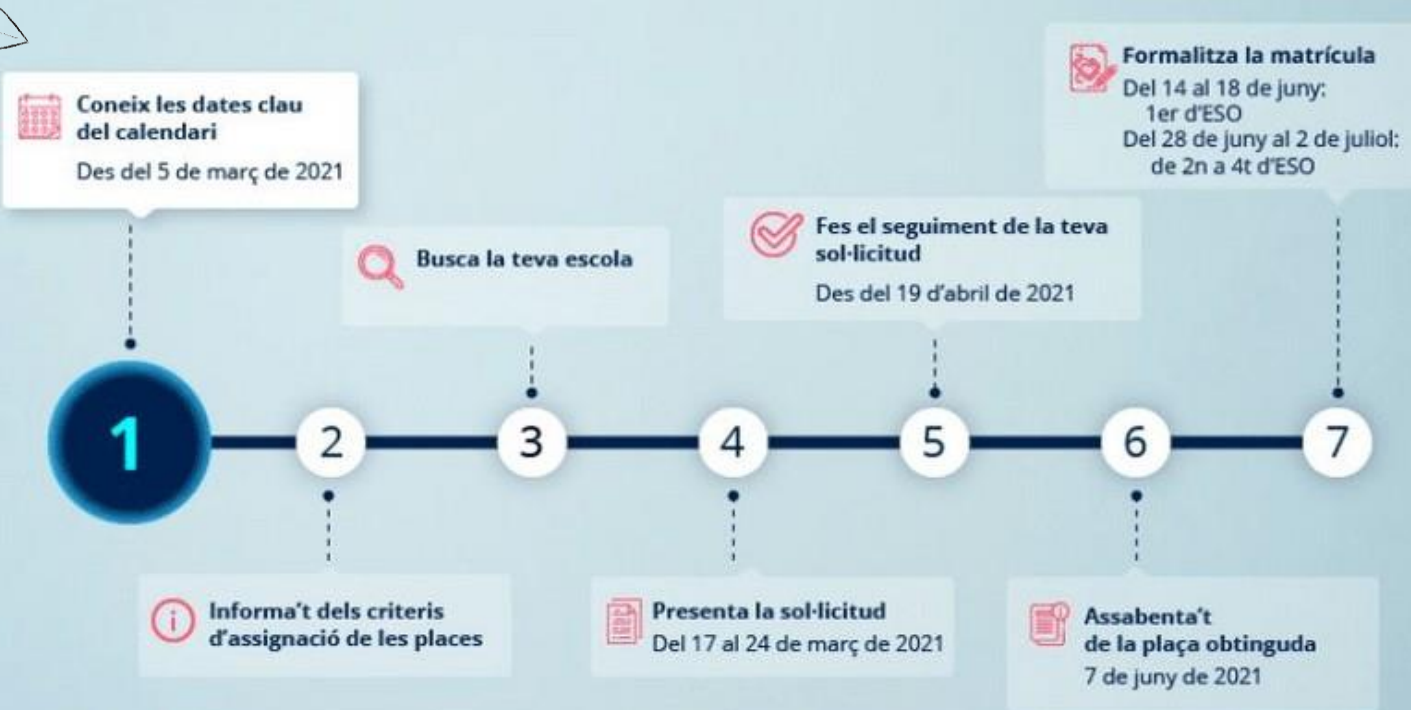 Coneix les dates clau
del calendari
Des del 5 de març de 2021
1
2
Informa't dels criteris
d'assignació de les places
Busca la teva escola
3
4
Presenta la sol·licitud
Del 17 al 24 de març de 2021
Fes el seguiment de la teva
sol·licitud
Des del 19 d'abril de 2021
5
6
Assabenta't
de la plaça obtinguda
7 de juny de 2021
Formalitza la matrícula
Del 14 al 18 de juny:
1er d'ESO
Del 28 de juny al 2 de juliol:
de 2n a 4t d'ESO
7